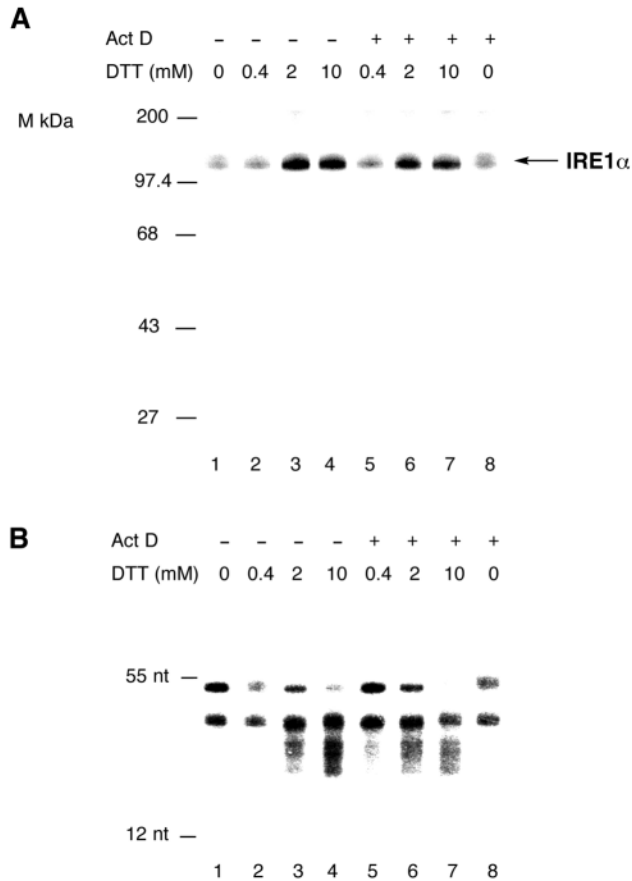 A
Act D – – – – + + + +
DTT (mM) 0 0.4 2 10 0.4 2 10 0
M kDa
200 —
← IRE1α
97.4 —
68 —
43 —
27 —
1 2 3 4 5 6 7 8
B
Act D – – – – + + + +
DTT (mM) 0 0.4 2 10 0.4 2 10 0
55 nt —
12 nt —
1 2 3 4 5 6 7 8